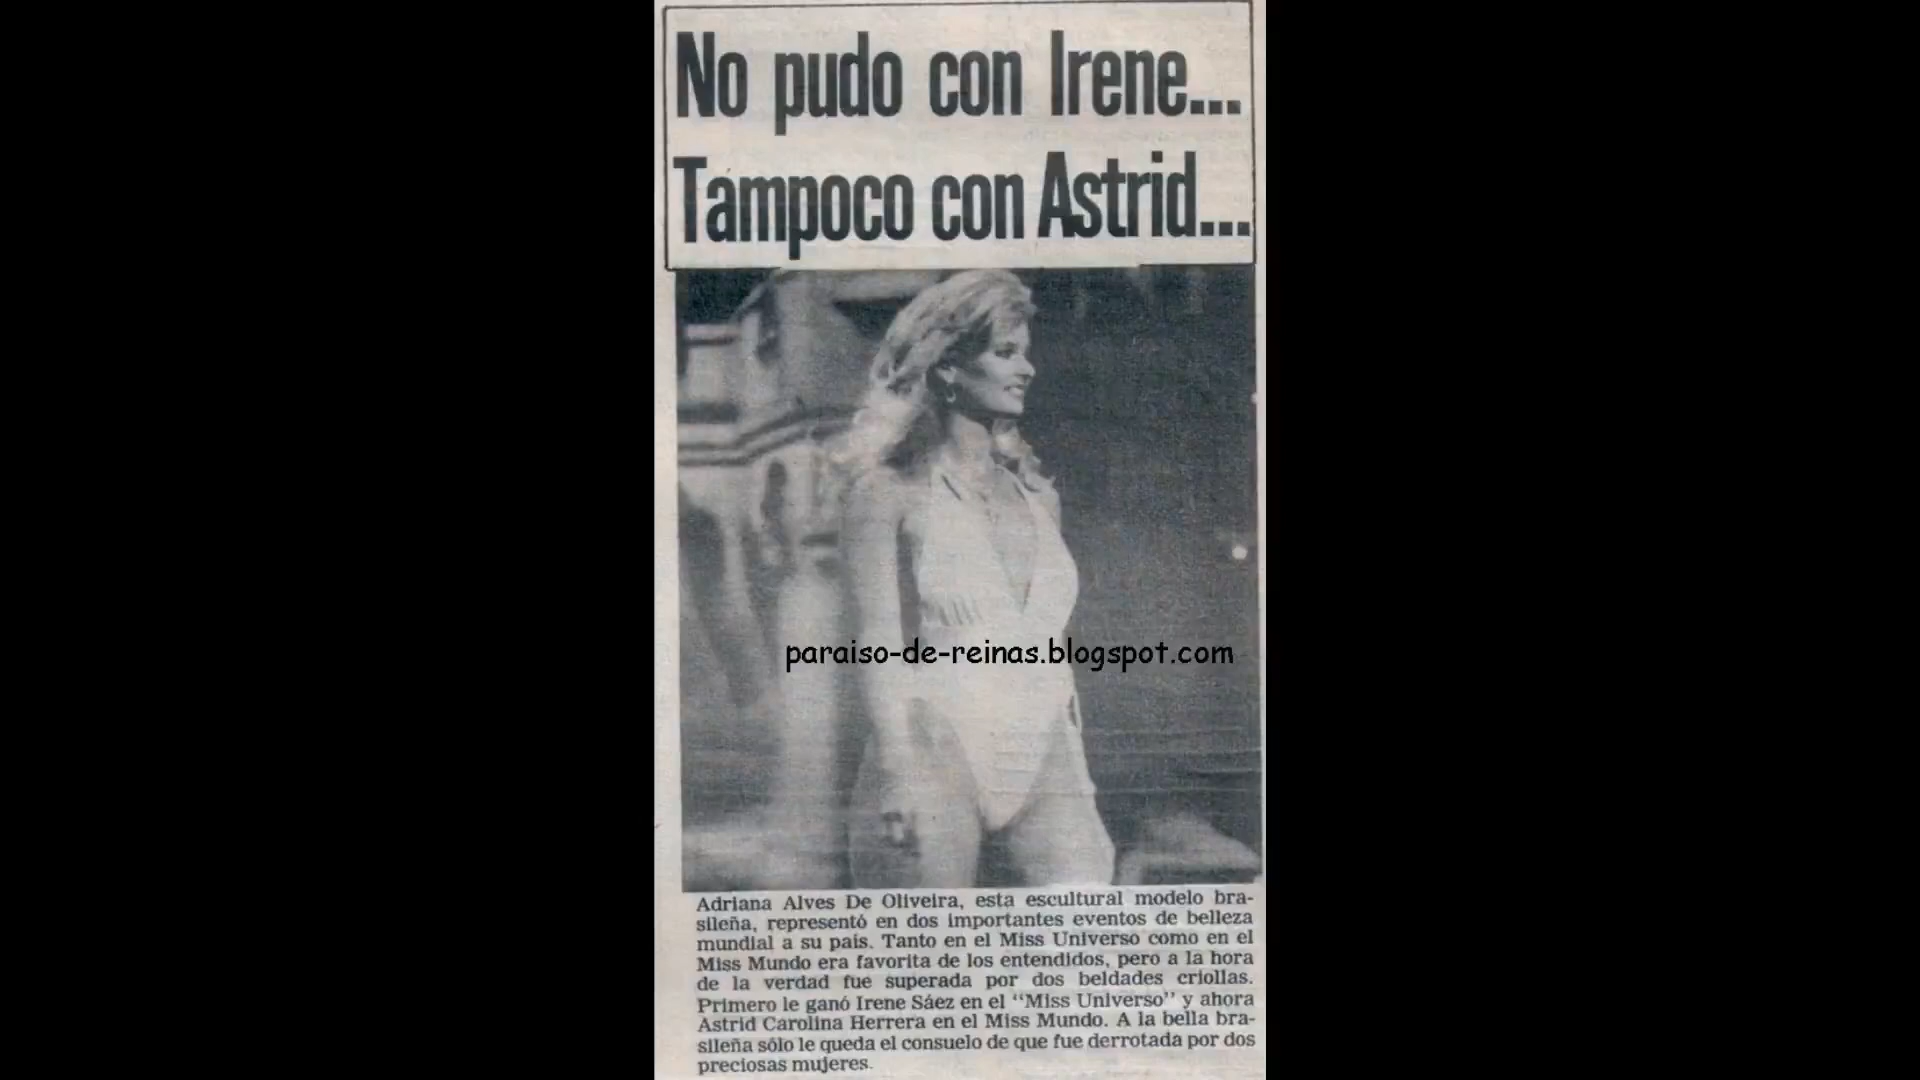 No pudo con Irene...
Tampoco con Astrid...
paraiso-de-reinas.blogspot.com
Adriana Alves De Oliveira, esta escultural modelo bra-
sileña, representó en dos importantes eventos de belleza
mundial a su país. Tanto en el Miss Universo como en el
Miss Mundo era favorita de los entendidos, pero a la hora
de la verdad fue superada por dos beldades criollas.
Primero le ganó Irene Sáez en el "Miss Universo" y ahora
Astrid Carolina Herrera en el Miss Mundo. A la bella bra-
sileña sólo le queda el consuelo de que fue derrotada por dos
preciosas mujeres.